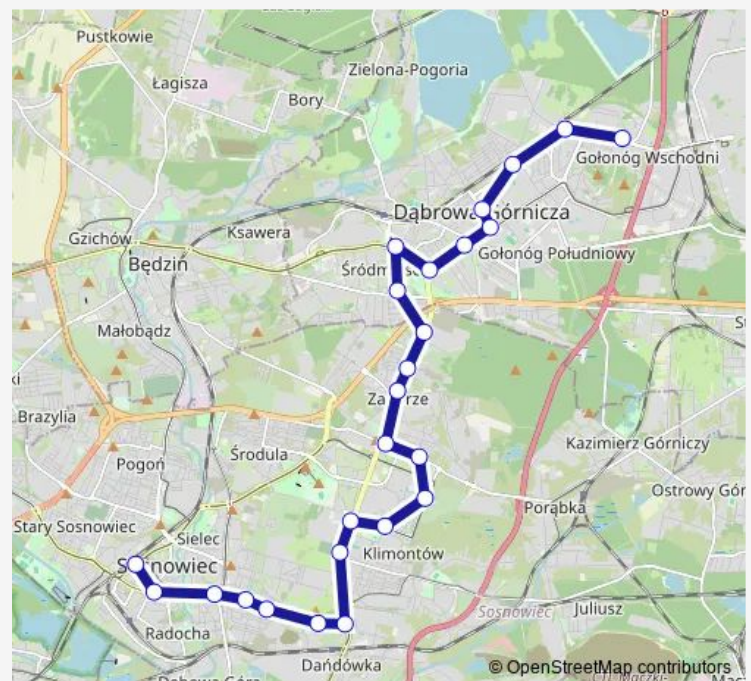 Pustkowie
Zielona-Pogoria
Łagisza
Bory
Gołonóg Wschodni
Dąbrowa Górnicza
Gzichów
Ksawera
Gołonóg Południowy
Będzin
Małobądz
Brazylia
Kazimierz Górniczy
Środula
Pogoń
Ostrowy Gór
Porąbka
Stary Sosnowiec
Sielec
Klimontów
Sosnowiec
Juliusz
Radocha
Dańdówka
© OpenStreetMap contributors